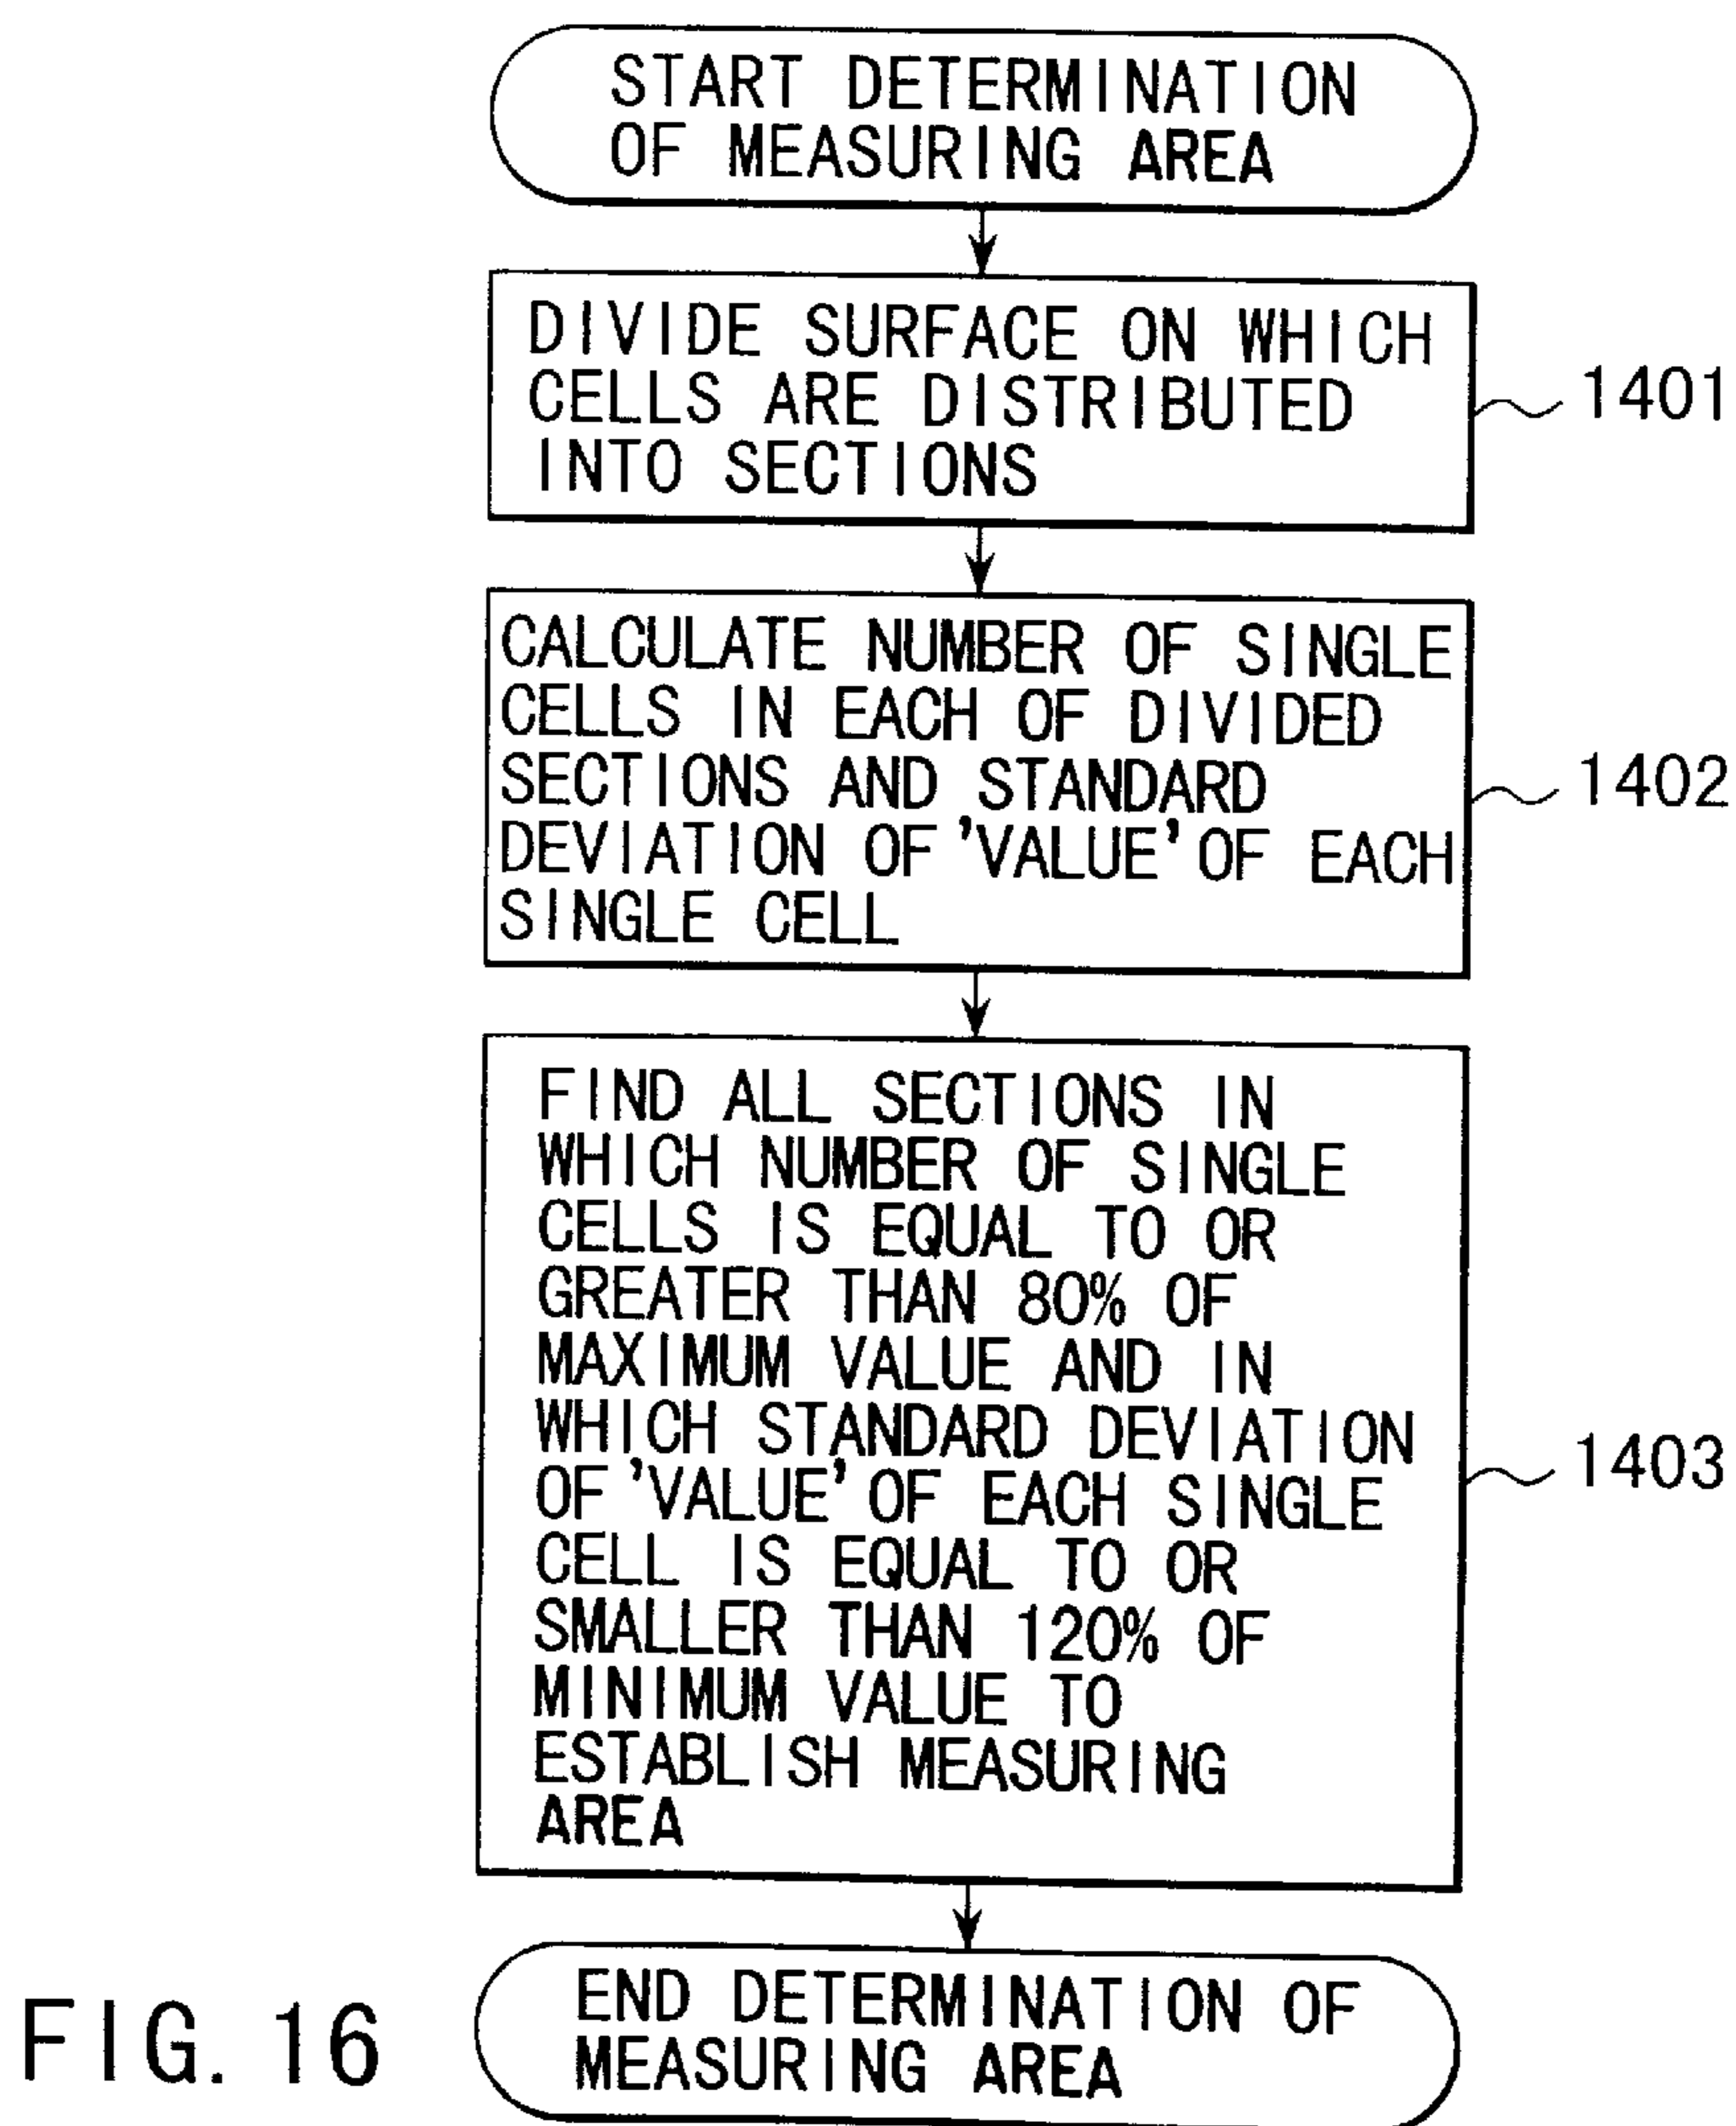 START DETERMINATION
OF MEASURING AREA
DIVIDE SURFACE ON WHICH
CELLS ARE DISTRIBUTED
INTO SECTIONS
1401
CALCULATE NUMBER OF SINGLE
CELLS IN EACH OF DIVIDED
SECTIONS AND STANDARD
DEVIATION OF 'VALUE' OF EACH
SINGLE CELL
1402
FIND ALL SECTIONS IN
WHICH NUMBER OF SINGLE
CELLS IS EQUAL TO OR
GREATER THAN 80% OF
MAXIMUM VALUE AND IN
WHICH STANDARD DEVIATION
OF 'VALUE' OF EACH SINGLE
CELL IS EQUAL TO OR
SMALLER THAN 120% OF
MINIMUM VALUE TO
ESTABLISH MEASURING
AREA
1403
END DETERMINATION OF
MEASURING AREA
FIG. 16